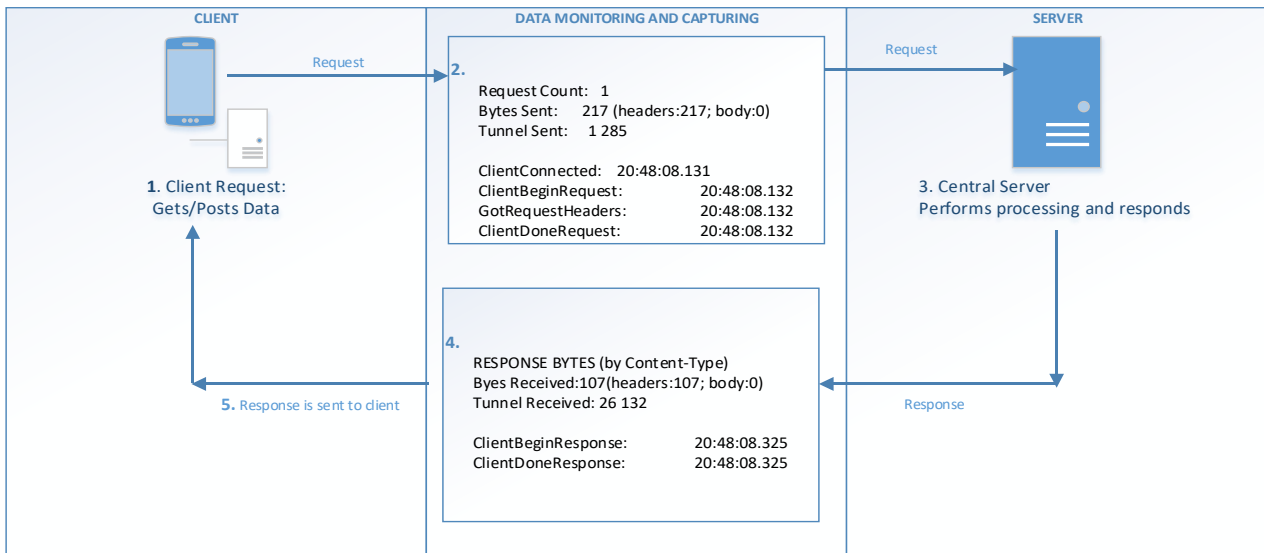 CLIENT
DATA MONITORING AND CAPTURING
SERVER
Request
Request
2.
Request Count: 1
Bytes Sent: 217 (headers:217; body:0)
Tunnel Sent: 1 285
ClientConnected: 20:48:08.131
ClientBeginRequest: 20:48:08.132
GotRequestHeaders: 20:48:08.132
ClientDoneRequest: 20:48:08.132
1. Client Request:
Gets/Posts Data
3. Central Server
Performs processing and responds
4.
RESPONSE BYTES (by Content-Type)
Byes Received:107(headers:107; body:0)
Tunnel Received: 26 132
ClientBeginResponse: 20:48:08.325
ClientDoneResponse: 20:48:08.325
5. Response is sent to client
Response